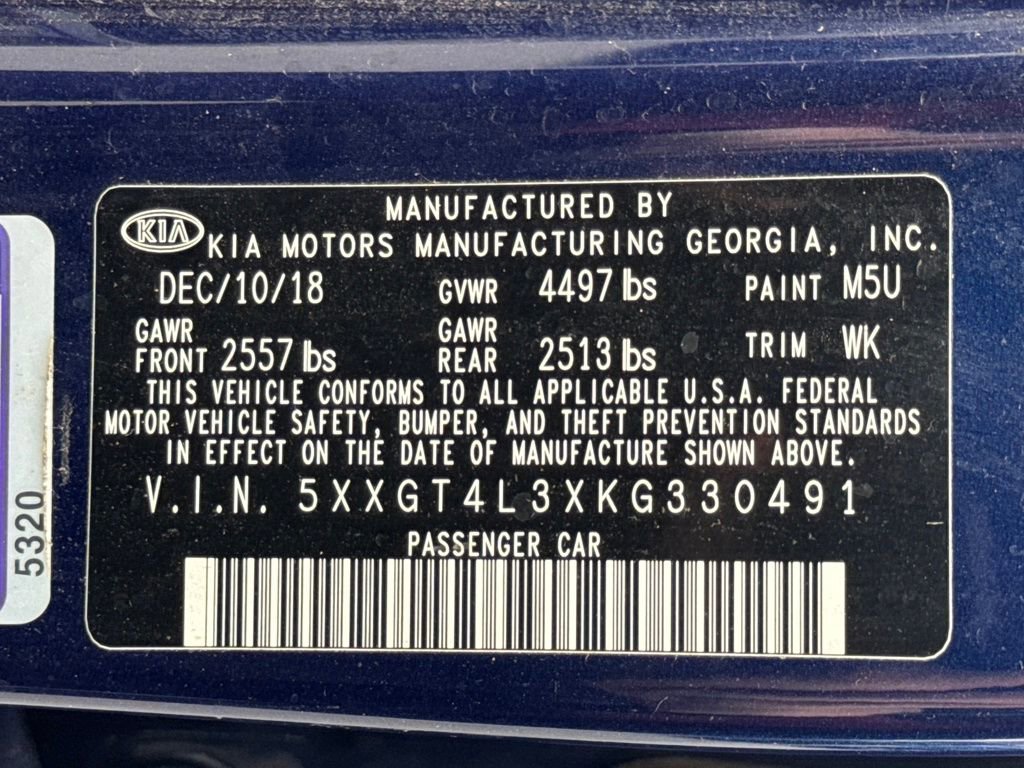 MANUFACTURED BY
KIA KIA MOTORS MANUFACTURING GEORGIA, INC.
DEC/10/18 GVWR 4497 lbs PAINT M5U
GAWR FRONT 2557 lbs GAWR REAR 2513 lbs TRIM WK
THIS VEHICLE CONFORMS TO ALL APPLICABLE U.S.A. FEDERAL
MOTOR VEHICLE SAFETY, BUMPER, AND THEFT PREVENTION STANDARDS
IN EFFECT ON THE DATE OF MANUFACTURE SHOWN ABOVE.
V.I.N. 5XXGT4L3XKG330491
PASSENGER CAR
5320